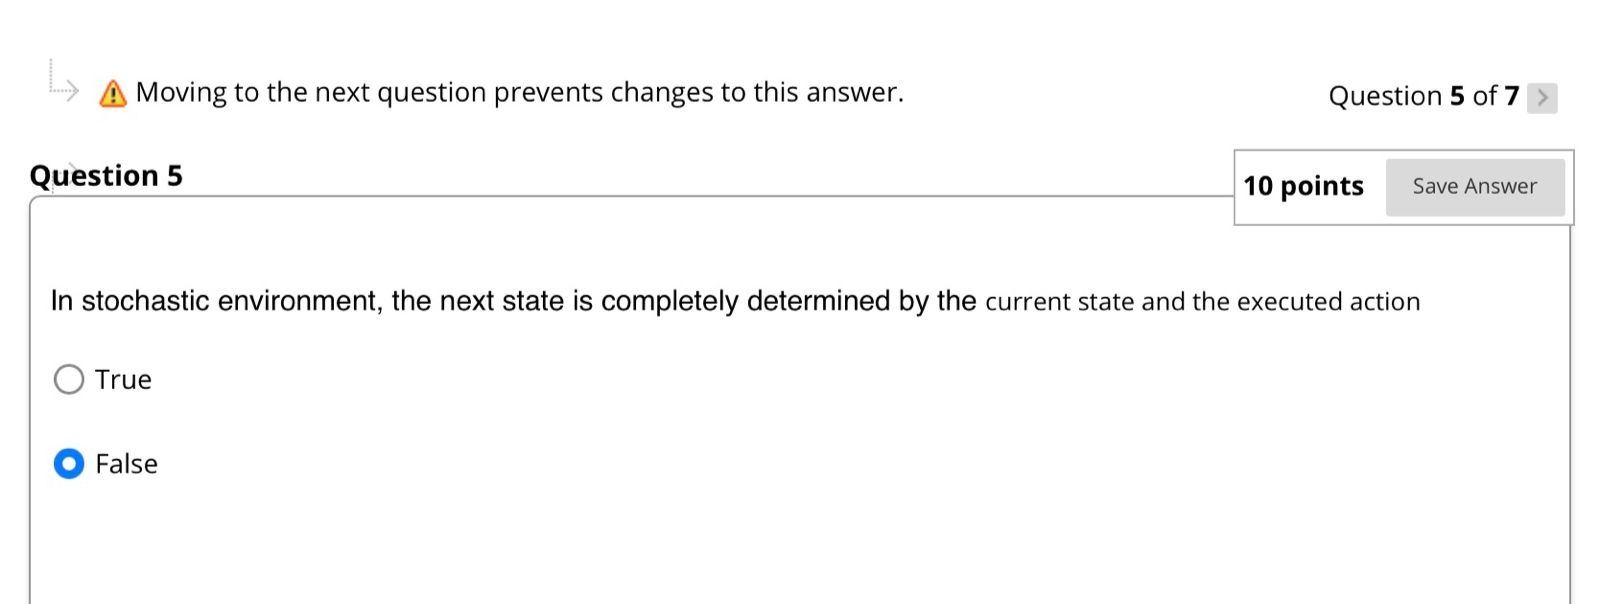 Moving to the next question prevents changes to this answer.
Question 5 of 7
Question 5
10 points
Save Answer
In stochastic environment, the next state is completely determined by the current state and the executed action
True
False